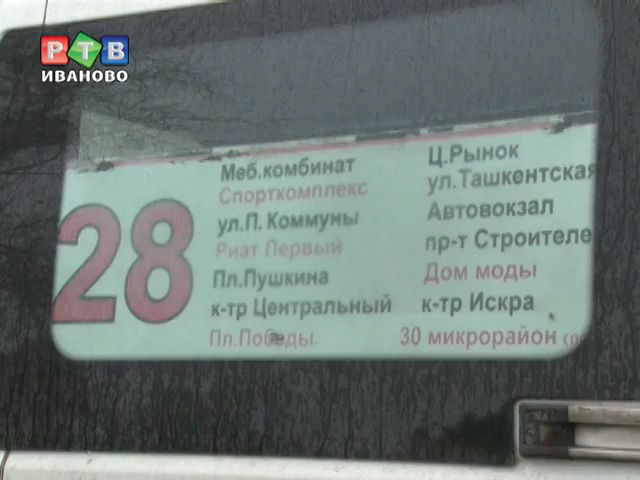 РТВ
ИВАНОВО
28
Меб.комбинат
Спорткомплекс
ул.П. Коммуны
Риат Первый
Пл.Пушкина
к-тр Центральный
Пл.Победы
Ц.Рынок
ул.Ташкентская
Автовокзал
пр-т Строителе
Дом моды
к-тр Искра
30 микрорайон